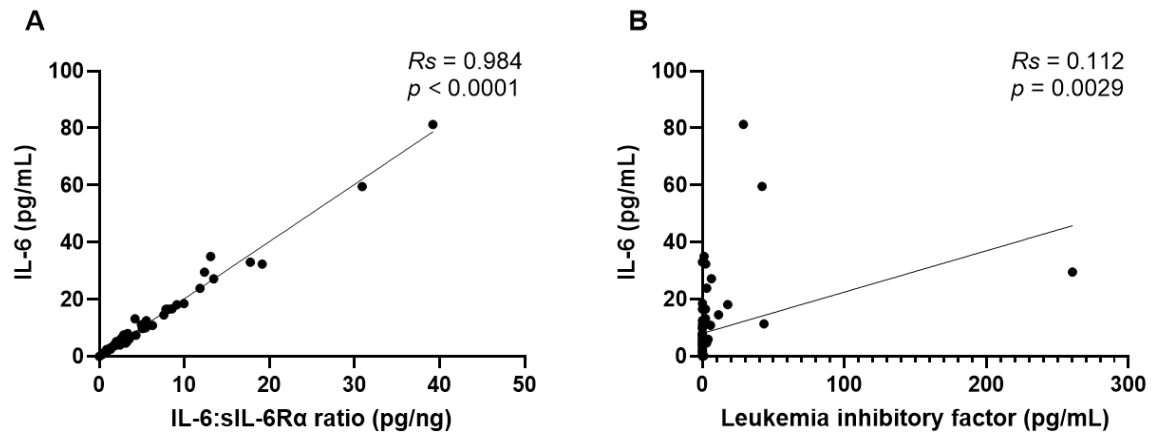 A
Rs = 0.984
p < 0.0001
100
80
60
40
20
0
IL-6 (pg/mL)
0 10 20 30 40 50
IL-6:sIL-6Rα ratio (pg/ng)
B
Rs = 0.112
p = 0.0029
100
80
60
40
20
0
IL-6 (pg/mL)
0 100 200 300
Leukemia inhibitory factor (pg/mL)